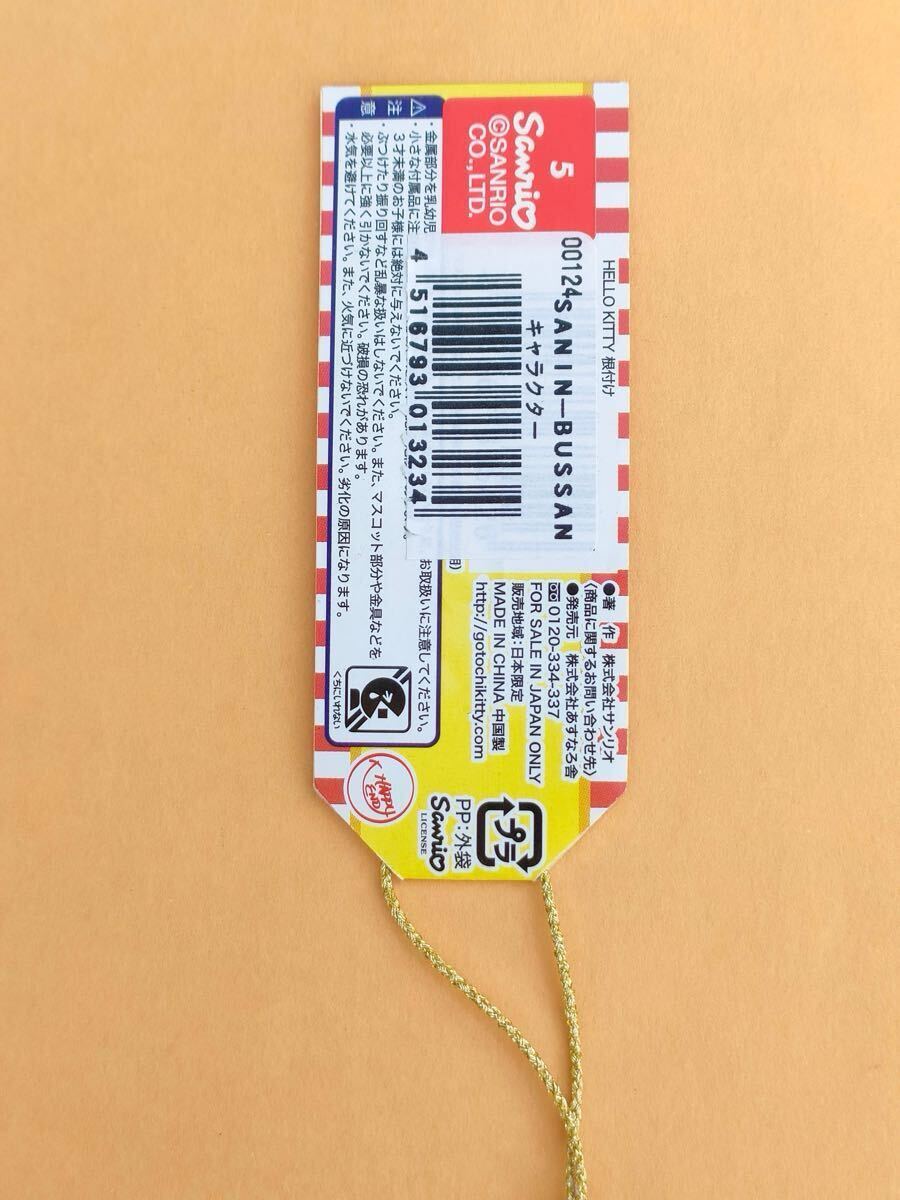 HELLO KITTY 根付け
5
Sanrio
©SANRIO
CO., LTD.
00124
SANIN-BUSSAN
キャラクター
4 518793 013234
⚠注意
・金属部分を乳幼児
・小さな付属品に注
お取扱いに注意してください。
3才未満のお子様には絶対に与えないでください。
・ぶつけたり振り回すなど乱暴な扱いはしないでください。また、マスコット部分や金具などを
必要以上に強く引かないでください。破損の恐れがあります。
・水気を避けてください。また、火気に近づけないでください。劣化の原因になります。
くちにいれない
用)
●著 作 株式会社サンリオ
(商品に関するお問い合わせ先)
●発売元 株式会社あすなろ舎
0120-334-337
FOR SALE IN JAPAN ONLY
販売地域:日本限定
MADE IN CHINA 中国製
http://gotochikitty.com
プラ
PP:外袋
Sanrio
LICENSE
HAPPY
END